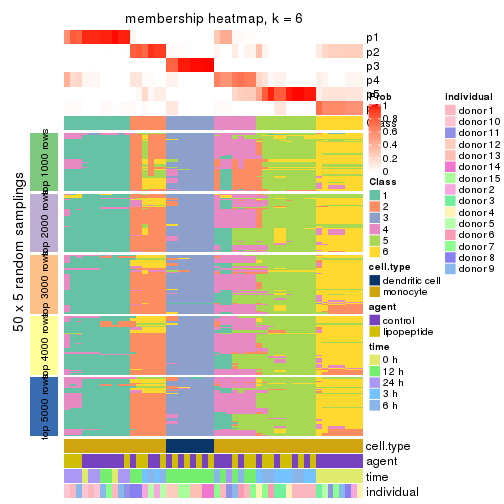 membership heatmap, k = 6
p1
p2
p3
p4
p5
Class
50 x 5 random samplings
top 1000 rows
top 2000 rows
top 3000 rows
top 4000 rows
top 5000 rows
cell.type
agent
time
individual
Prob
1
0.8
0.6
0.4
0.2
0
Class
1
2
3
4
5
6
cell.type
dendritic cell
monocyte
agent
control
lipopeptide
time
0 h
12 h
24 h
3 h
6 h
individual
donor 1
donor 10
donor 11
donor 12
donor 13
donor 14
donor 15
donor 2
donor 3
donor 4
donor 5
donor 6
donor 7
donor 8
donor 9